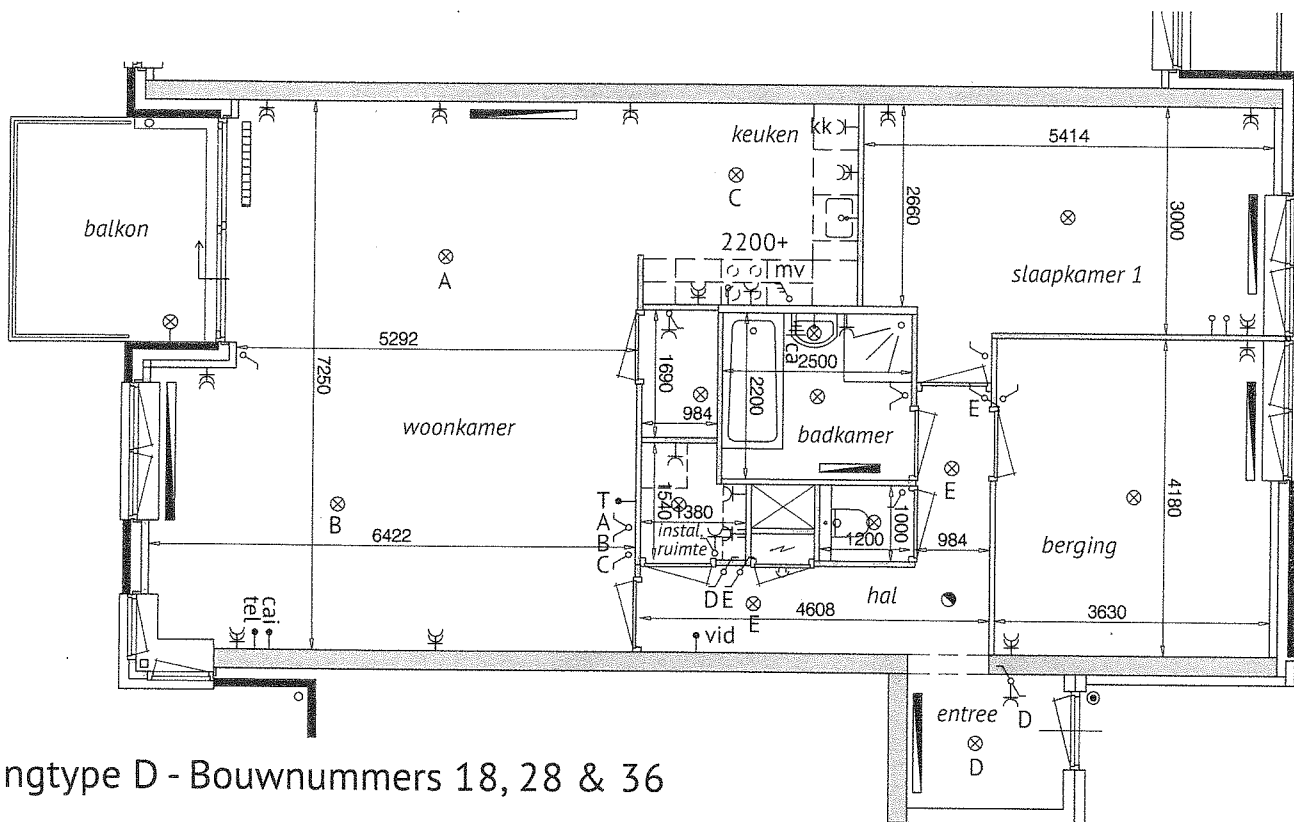 keuken
kk
5414
C
2660
3000
balkon
2200+
mv
slaapkamer 1
A
5292
7250
1690
984
ca
2500
2200
badkamer
E
woonkamer
E
4180
B
T
A
B
C
6422
1540
1380
instal.
ruimte
1000
1200
984
berging
D E
E
4608
hal
3630
tel
cai
vid
entree
D
D
ngtype D - Bouwnummers 18, 28 & 36